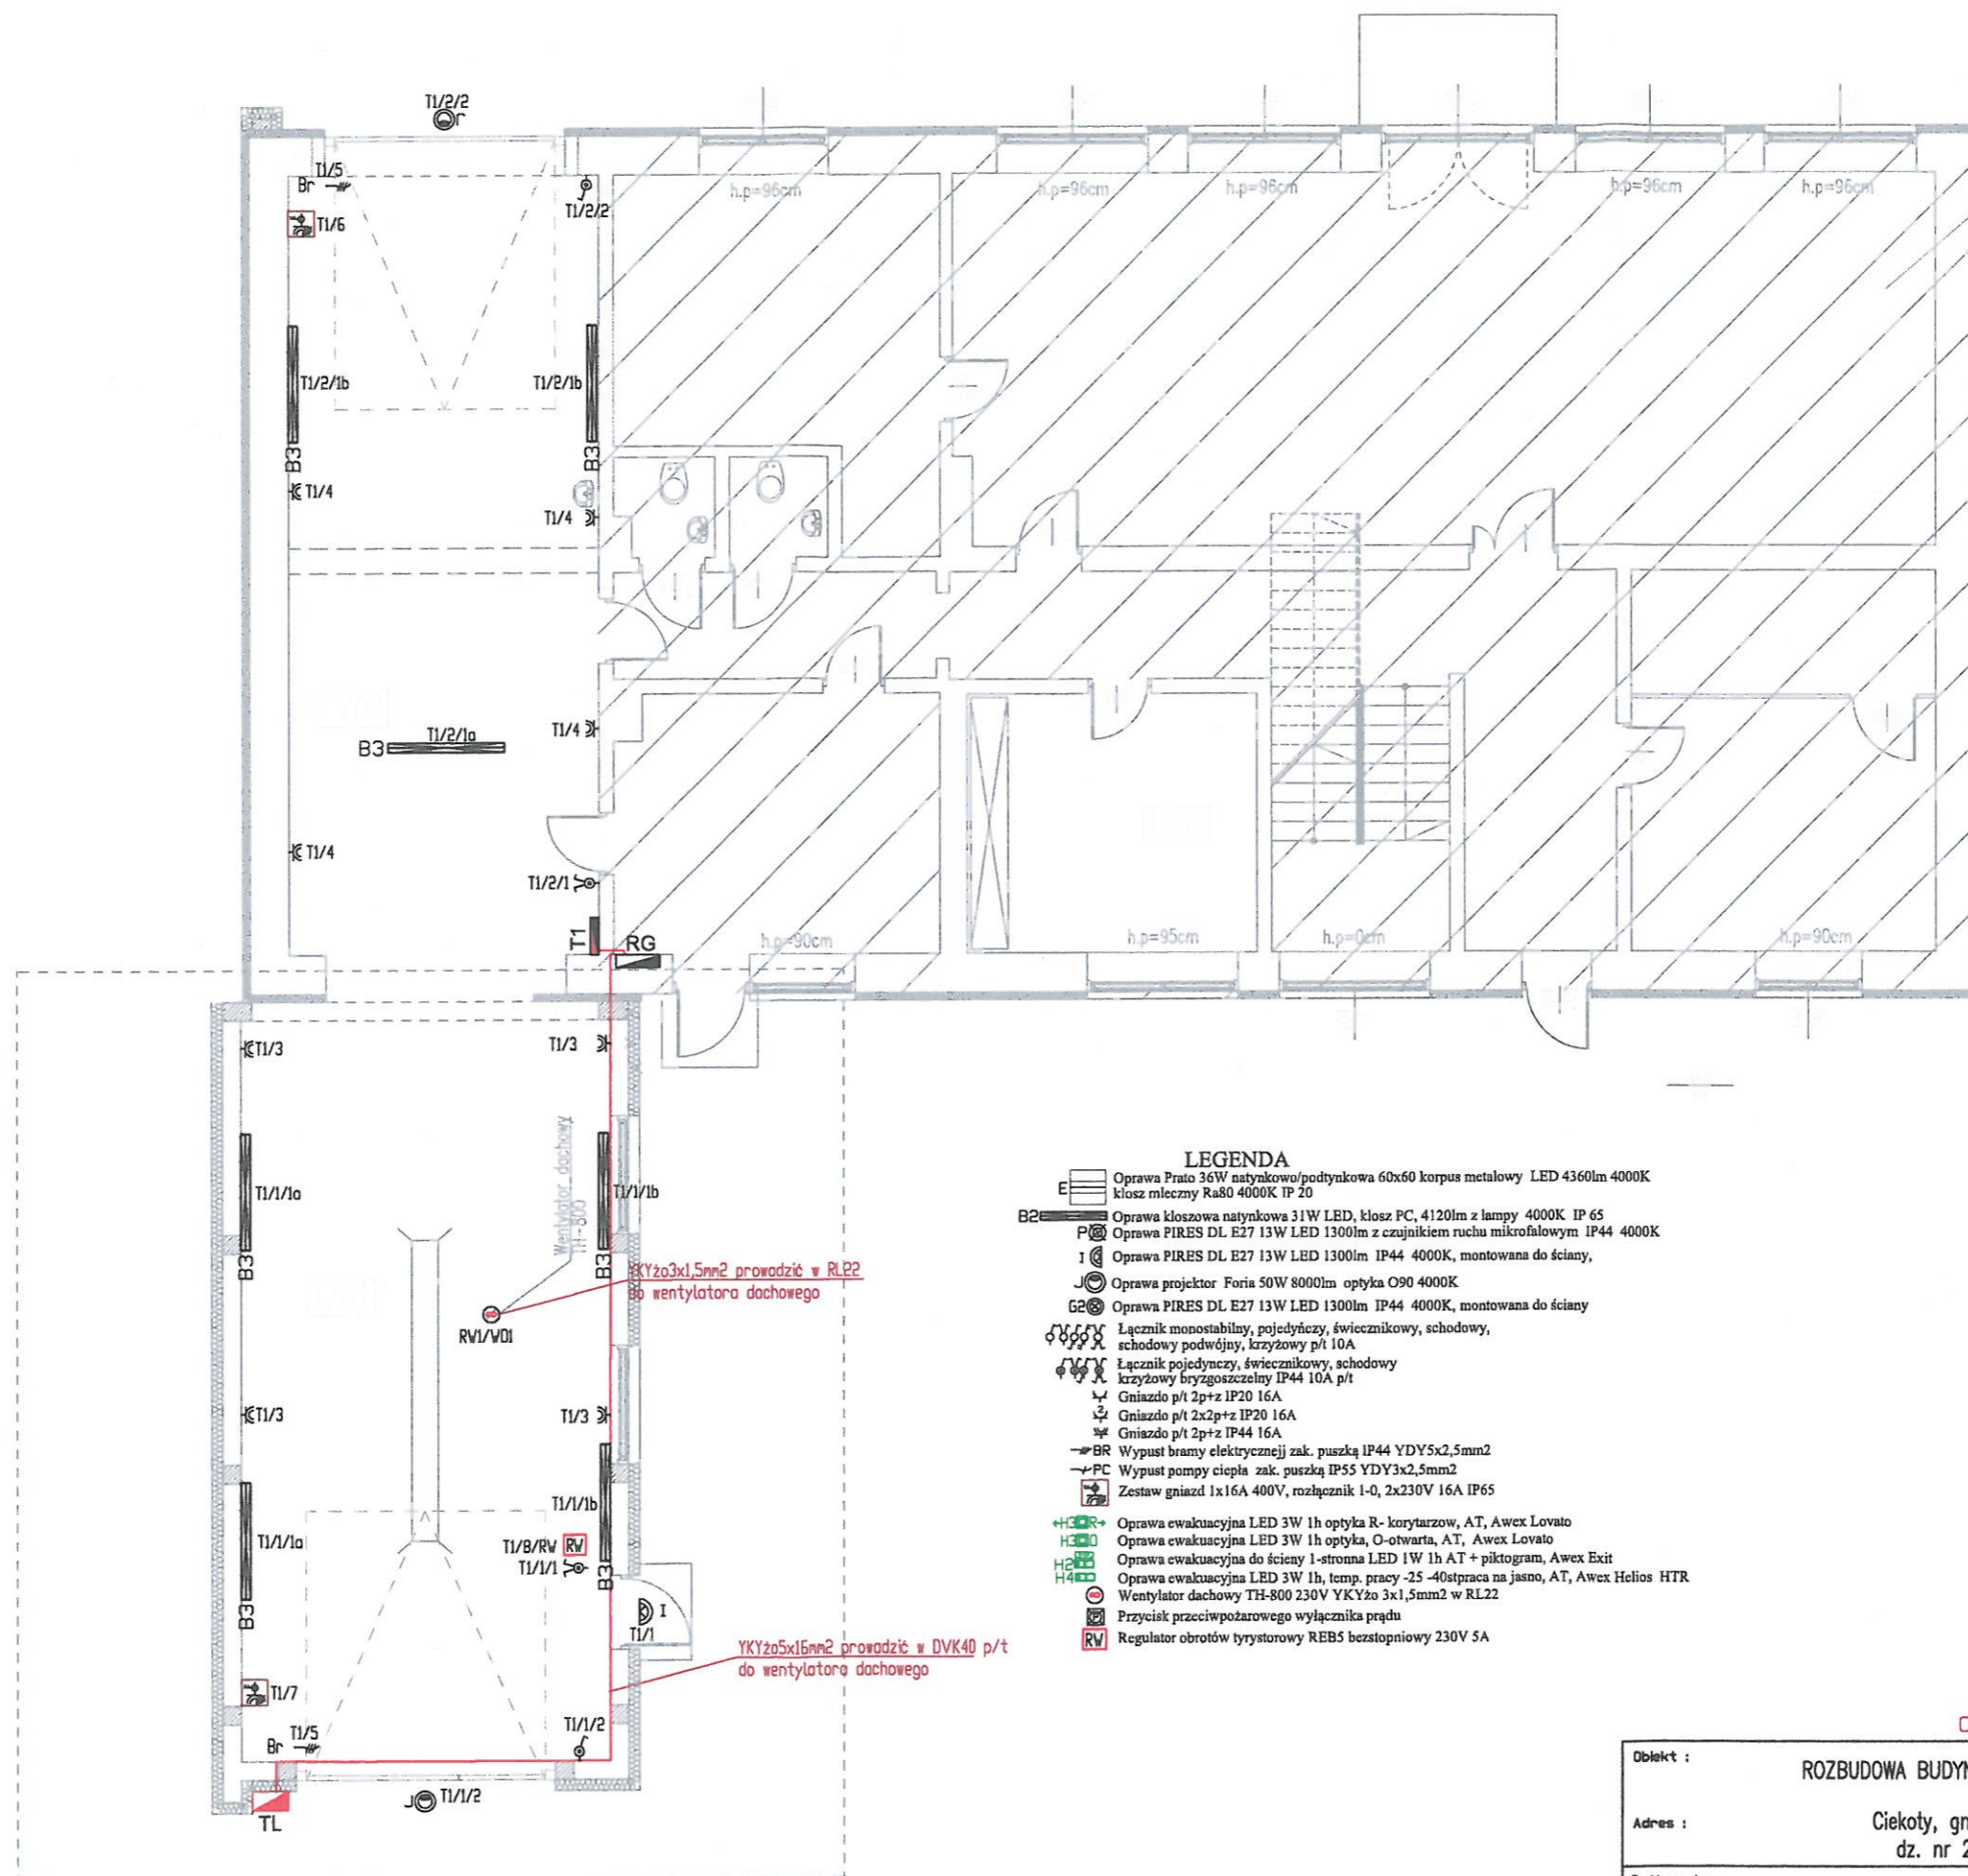 T1/2/2
T1/5
Br
T1/2/2
T1/6
h.p=96cm
h.p=96cm
h.p=96cm
h.p=96cm
h.p=96cm
T1/2/1b
T1/2/1b
B3
B3
T1/4
T1/4
T1/4
B3
T1/2/1a
T1/4
T1/2/1
T1
RG
h.p=90cm
h.p=95cm
h.p=0cm
h.p=90cm
T1/3
T1/3
Wentylator dachowy
TH-800
T1/1/1a
T1/1/1b
B3
B3
YKYżo3x1,5mm2 prowadzić w RL22
do wentylatora dachowego
RW1/WD1
T1/3
T1/3
T1/1/1b
T1/1/1a
T1/8/RW RW
T1/1/1
B3
B3
I
T1/1
YKYżo5x16mm2 prowadzić w DVK40 p/t
do wentylatora dachowego
T1/7
T1/5
Br
T1/1/2
J T1/1/2
TL
LEGENDA
E Oprawa Prato 36W natynkowo/podtynkowa 60x60 korpus metalowy LED 4360lm 4000K
klosz mleczny Ra80 4000K IP 20
B2 Oprawa kloszowa natynkowa 31W LED, klosz PC, 4120lm z lampy 4000K IP 65
P Oprawa PIRES DL E27 13W LED 1300lm z czujnikiem ruchu mikrofalowym IP44 4000K
I Oprawa PIRES DL E27 13W LED 1300lm IP44 4000K, montowana do ściany,
J Oprawa projektor Foria 50W 8000lm optyka O90 4000K
G2 Oprawa PIRES DL E27 13W LED 1300lm IP44 4000K, montowana do ściany
Łącznik monostabilny, pojedyńczy, świecznikowy, schodowy,
schodowy podwójny, krzyżowy p/t 10A
Łącznik pojedynczy, świecznikowy, schodowy
krzyżowy bryzgoszczelny IP44 10A p/t
Gniazdo p/t 2p+z IP20 16A
2 Gniazdo p/t 2x2p+z IP20 16A
Gniazdo p/t 2p+z IP44 16A
BR Wypust bramy elektrycznejj zak. puszką IP44 YDY5x2,5mm2
PC Wypust pompy ciepła zak. puszką IP55 YDY3x2,5mm2
Zestaw gniazd 1x16A 400V, rozłącznik 1-0, 2x230V 16A IP65
H3 R Oprawa ewakuacyjna LED 3W 1h optyka R- korytarzow, AT, Awex Lovato
H3 O Oprawa ewakuacyjna LED 3W 1h optyka, O-otwarta, AT, Awex Lovato
H2 Oprawa ewakuacyjna do ścieny 1-stronna LED 1W 1h AT + piktogram, Awex Exit
H4 Oprawa ewakuacyjna LED 3W 1h, temp. pracy -25 -40stpraca na jasno, AT, Awex Helios HTR
Wentylator dachowy TH-800 230V YKYżo 3x1,5mm2 w RL22
Przycisk przeciwpożarowego wyłącznika prądu
RW Regulator obrotów tyrystorowy REB5 bezstopniowy 230V 5A
Obiekt :
ROZBUDOWA BUDYN
Adres :
Ciekoty, gm
dz. nr 2